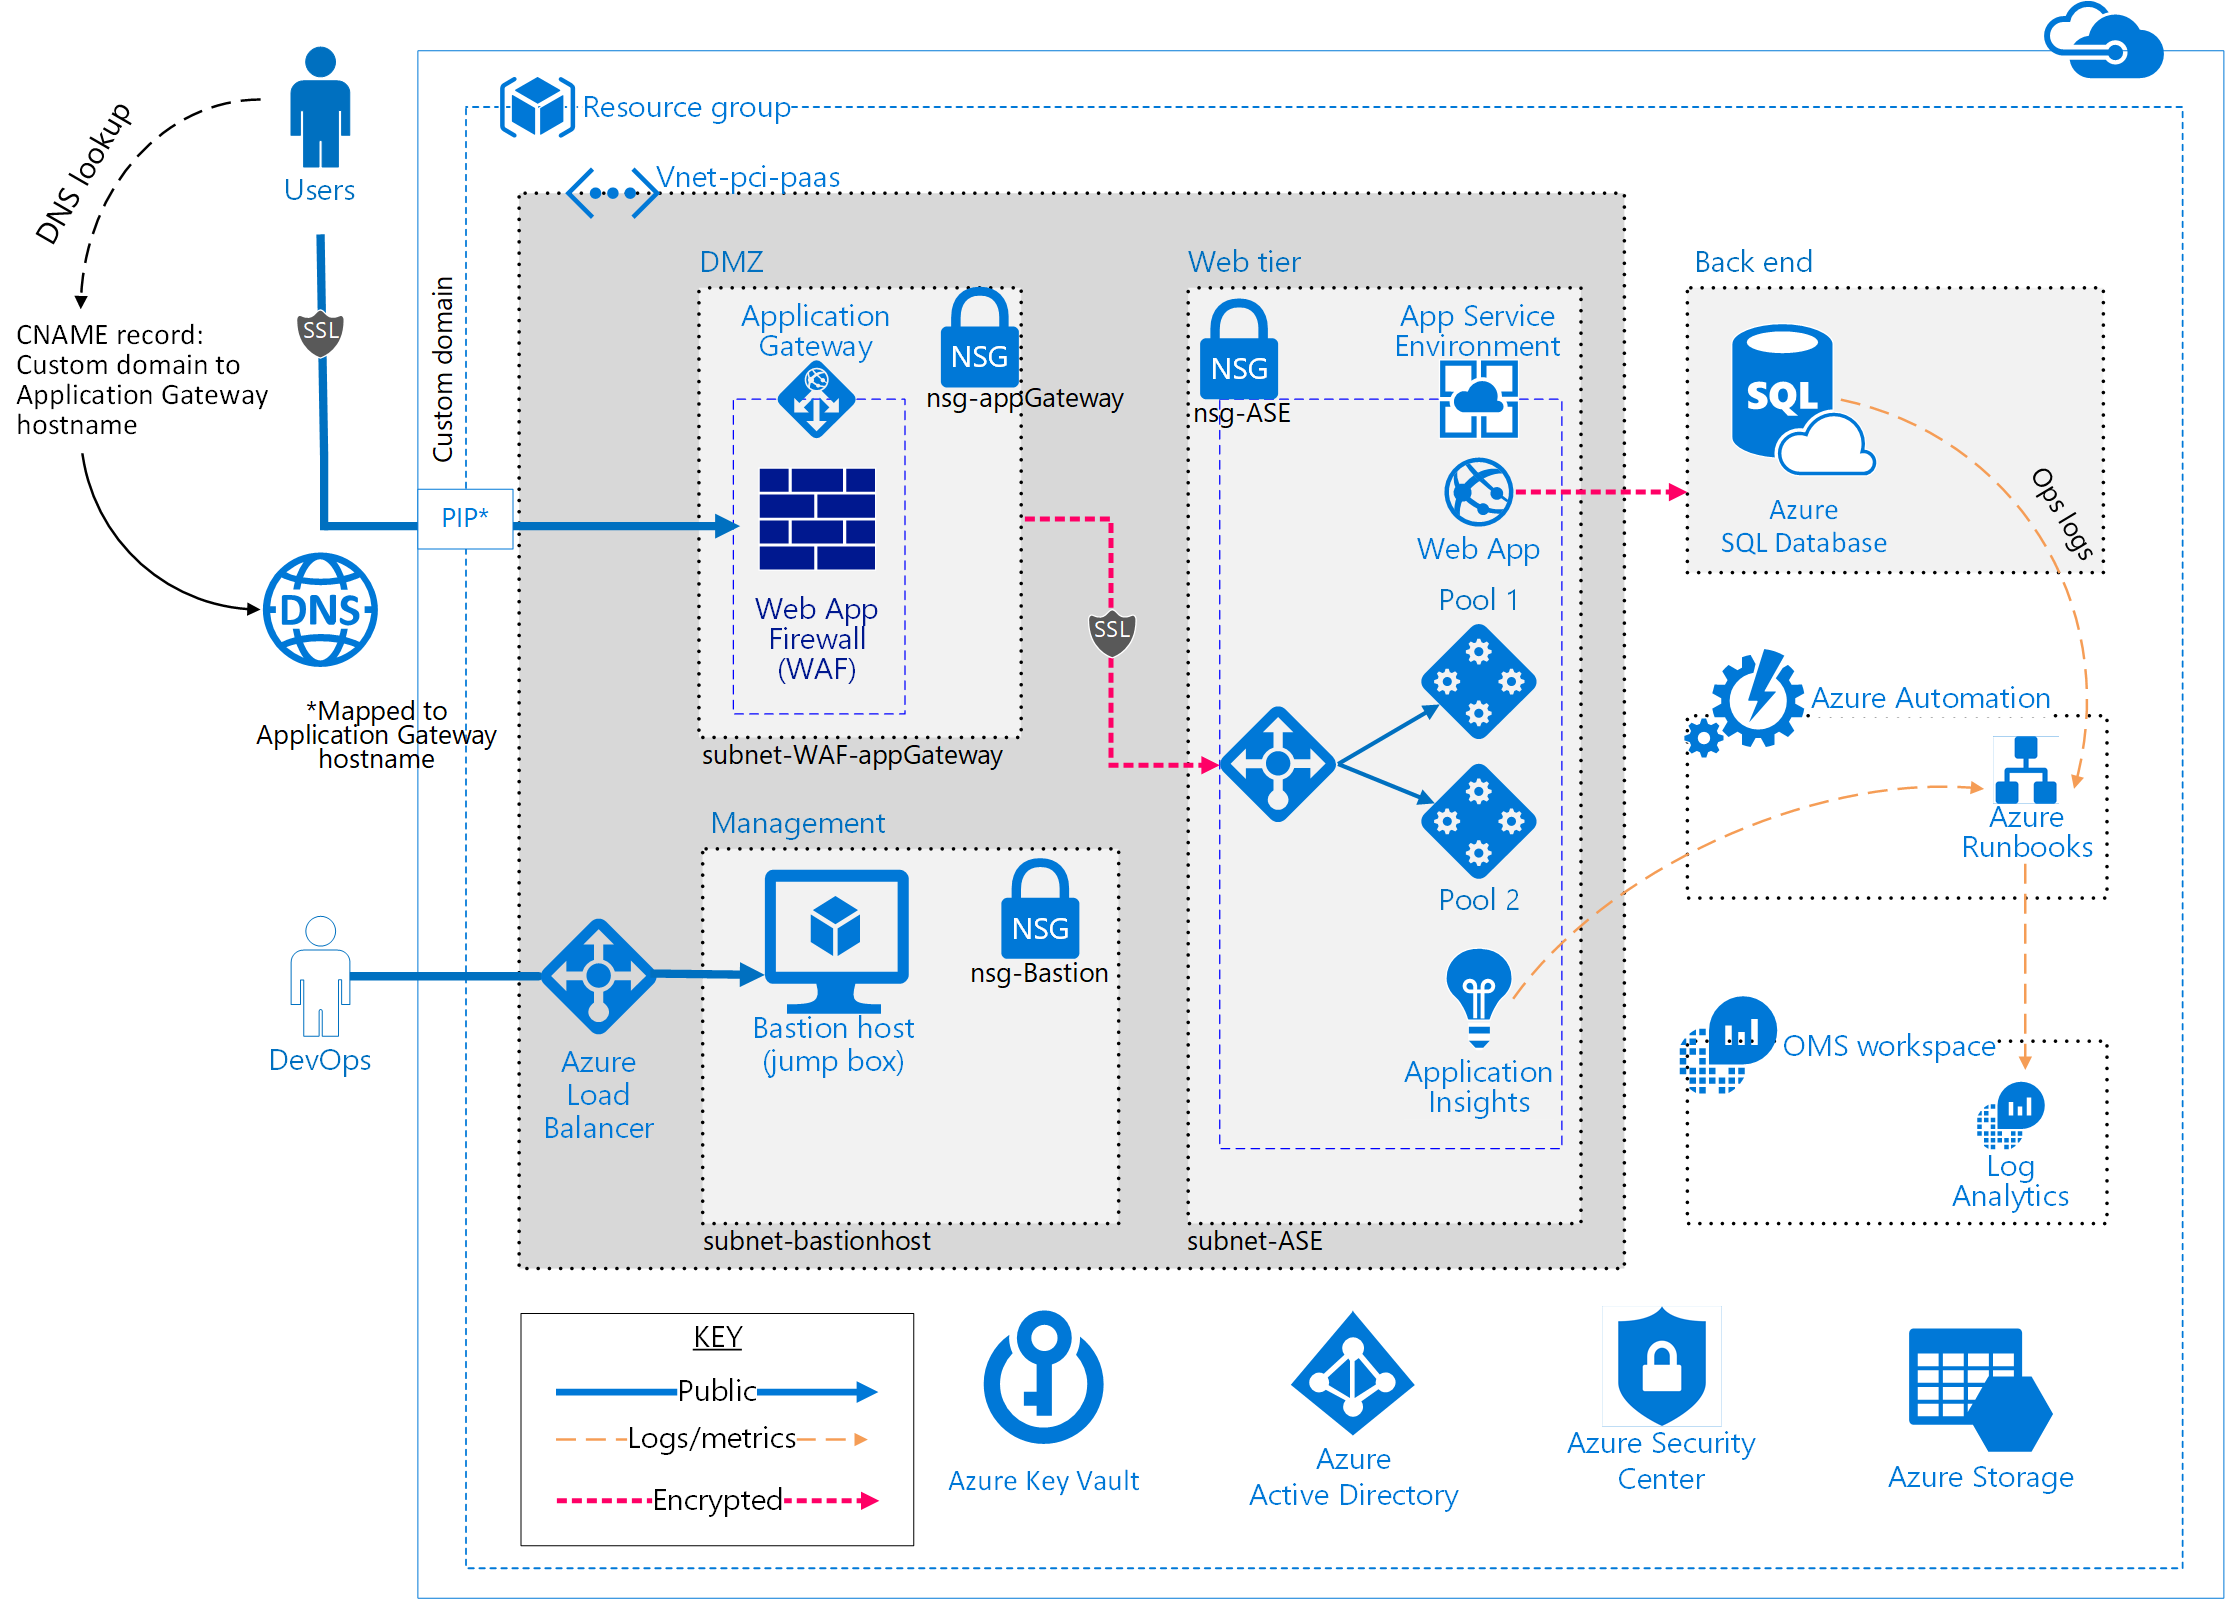 Resource group
Users
DNS lookup
Vnet-pci-paas
SSL
CNAME record:
Custom domain to
Application Gateway
hostname
Custom domain
PIP*
DNS
*Mapped to
Application Gateway
hostname
DMZ
Application
Gateway
NSG
nsg-appGateway
Web App
Firewall
(WAF)
subnet-WAF-appGateway
SSL
Web tier
NSG
nsg-ASE
App Service
Environment
Web App
Pool 1
Pool 2
Application
Insights
subnet-ASE
Back end
SQL
Azure
SQL Database
Ops logs
Azure Automation
Azure
Runbooks
OMS workspace
Log
Analytics
Management
NSG
nsg-Bastion
Bastion host
(jump box)
subnet-bastionhost
DevOps
Azure
Load
Balancer
KEY
Public
Logs/metrics
Encrypted
Azure Key Vault
Azure
Active Directory
Azure Security
Center
Azure Storage